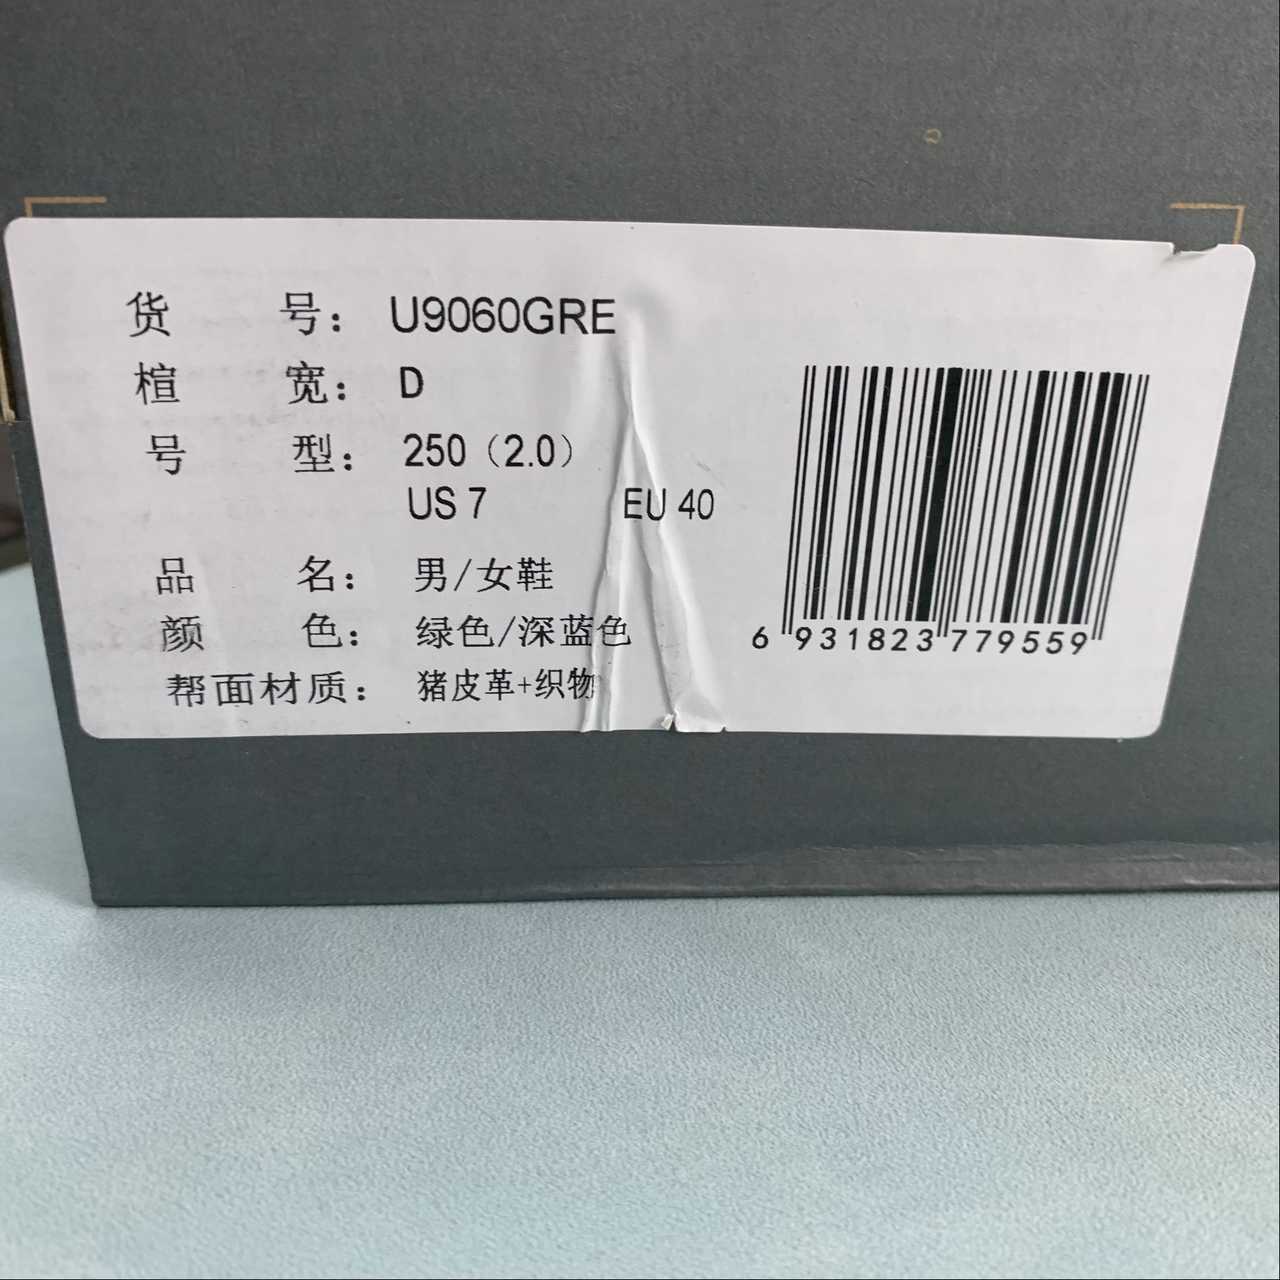 货 号： U9060GRE
楦 宽： D
号 型： 250（2.0）
US 7 EU 40
品 名： 男/女鞋
颜 色： 绿色/深蓝色
帮面材质： 猪皮革+织物
6 931823 779559